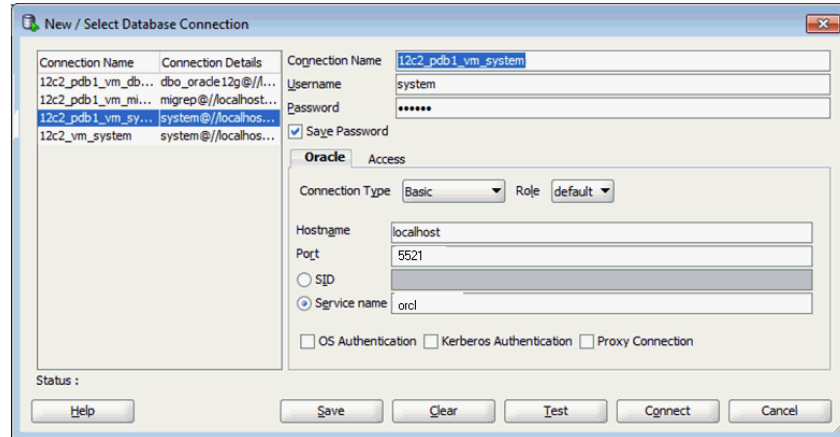 New / Select Database Connection
Connection Name Connection Details
12c2_pdb1_vm_db... dbo_oracle12g@//l...
12c2_pdb1_vm_mi... migrep@//localhost...
12c2_pdb1_vm_sy... system@//localhos...
12c2_vm_system system@//localhos...
Connection Name 12c2_pdb1_vm_system
Username system
Password ••••••
Save Password
Oracle Access
Connection Type Basic Role default
Hostname localhost
Port 5521
SID
Service name orcl
OS Authentication Kerberos Authentication Proxy Connection
Status :
Help Save Clear Test Connect Cancel